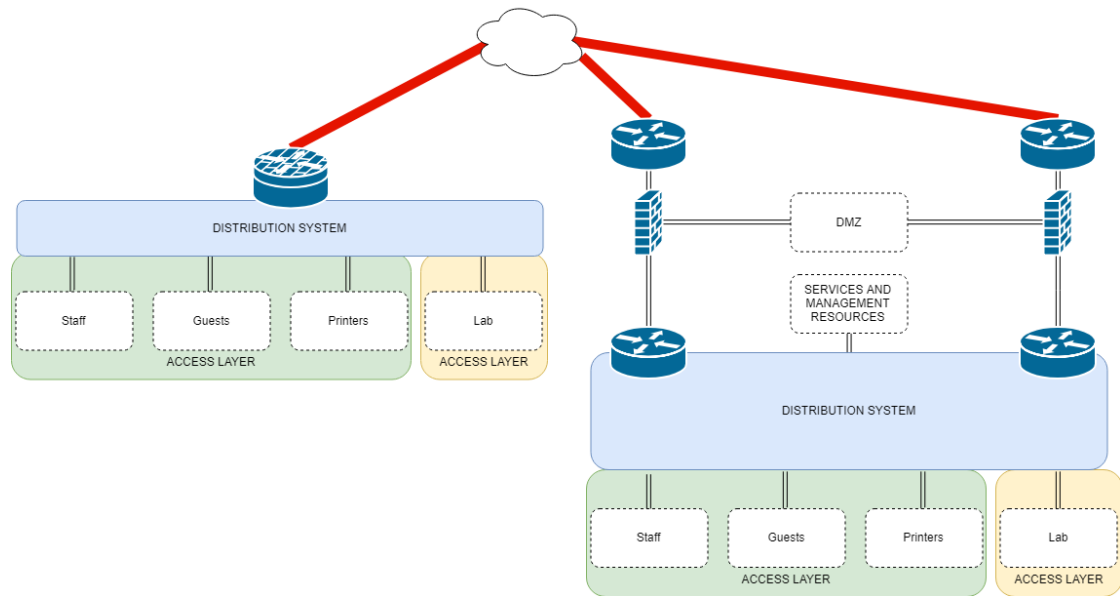 DISTRIBUTION SYSTEM
Staff
Guests
Printers
Lab
ACCESS LAYER
ACCESS LAYER
DMZ
SERVICES AND
MANAGEMENT
RESOURCES
DISTRIBUTION SYSTEM
Staff
Guests
Printers
Lab
ACCESS LAYER
ACCESS LAYER